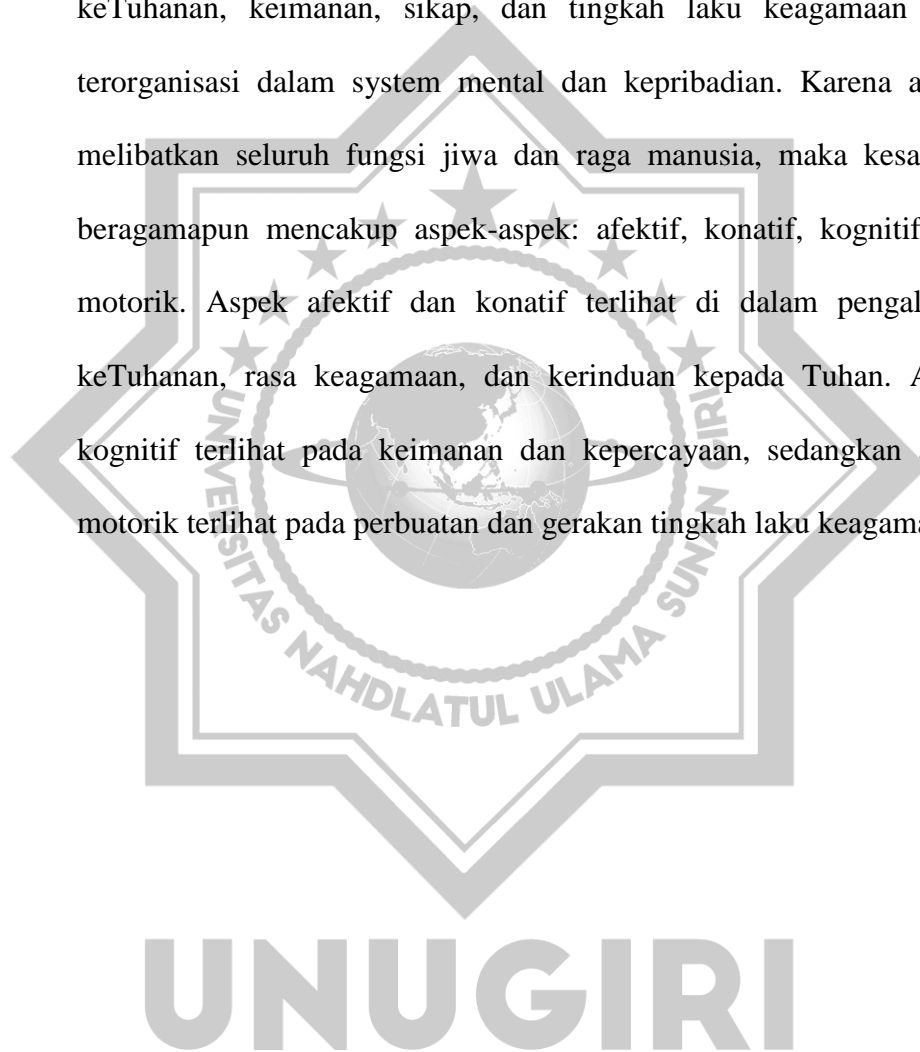 keTuhanan, keimanan, sikap, dan tingkah laku keagamaan
terorganisasi dalam system mental dan kepribadian. Karena
melibatkan seluruh fungsi jiwa dan raga manusia, maka
beragamapun mencakup aspek-aspek: afektif, konatif, kognitif
motorik. Aspek afektif dan konatif terlihat di dalam
keTuhanan, rasa keagamaan, dan kerinduan kepada Tuhan.
kognitif terlihat pada keimanan dan kepercayaan, sedangkan
motorik terlihat pada perbuatan dan gerakan tingkah laku
UNIVERSITAS NAHDLATUL ULAMA SUNAN GIRI
UNUGIRI